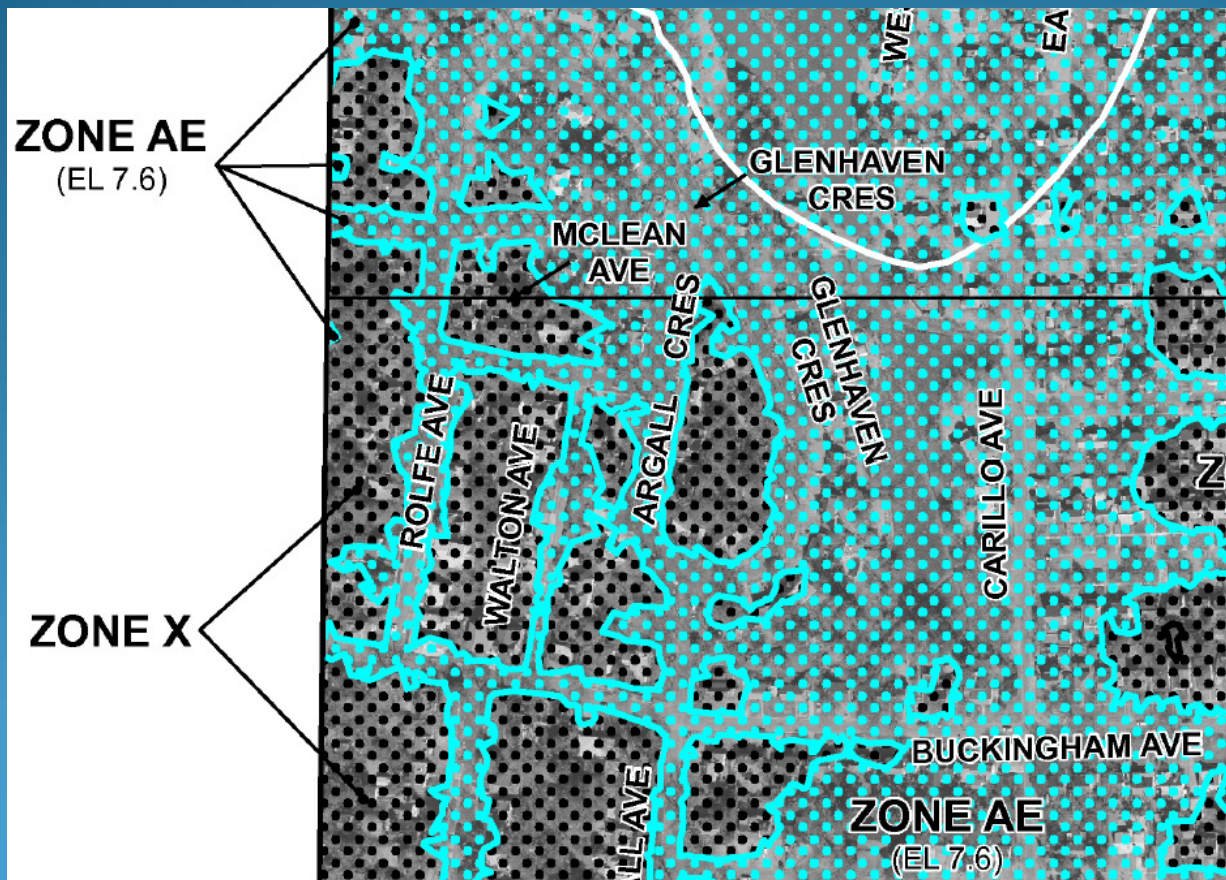 ZONE AE
(EL 7.6)
GLENHAVEN
CRES
MCLEAN
AVE
ARGALL CRES
GLENHAVEN
CRES
ROLFE AVE
WALTON AVE
CARILLO AVE
ZONE X
BUCKINGHAM AVE
ZONE AE
(EL 7.6)